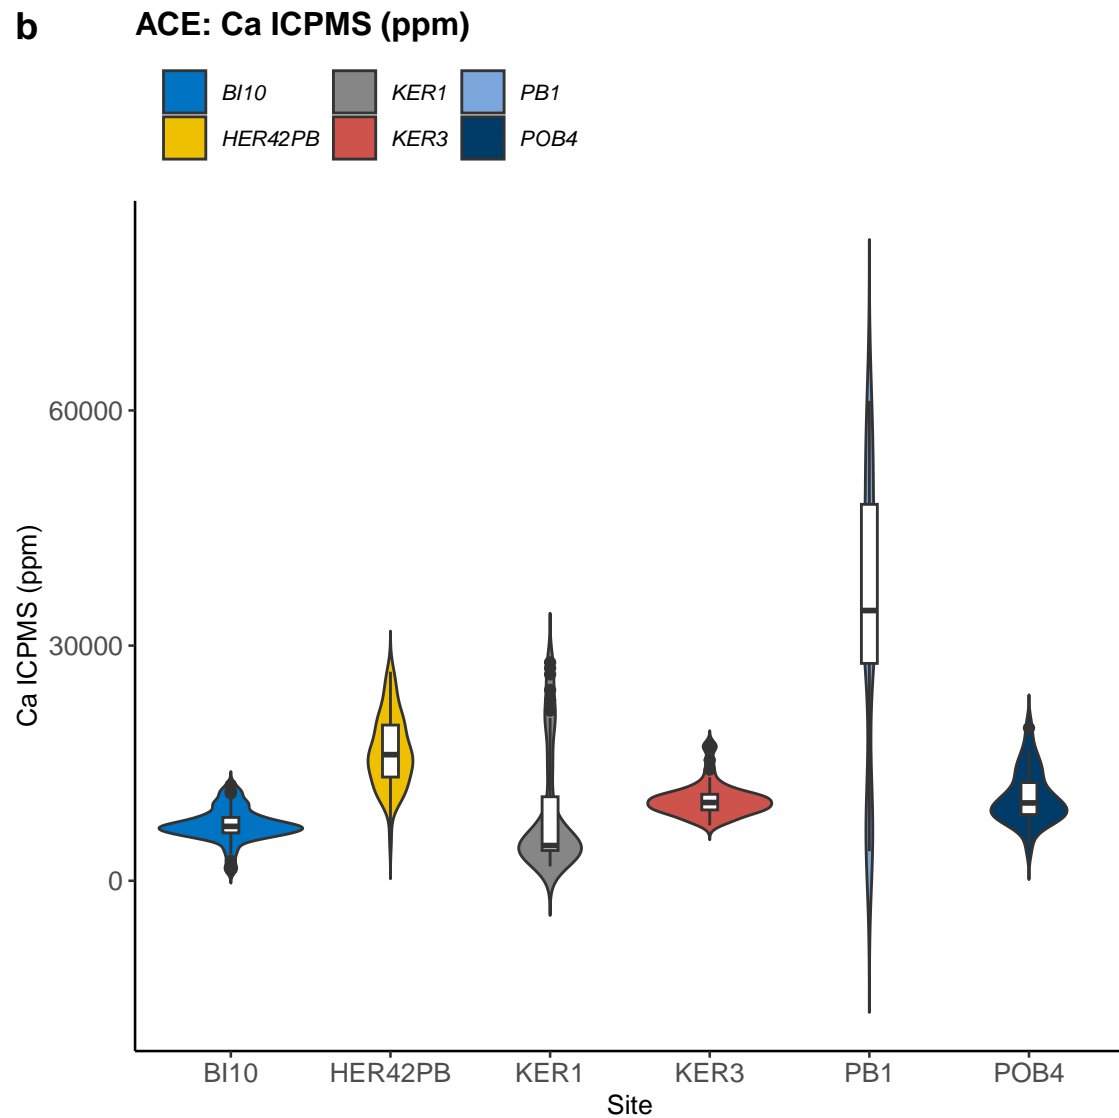 b
ACE: Ca ICPMS (ppm)
BI10
KER1
PB1
HER42PB
KER3
POB4
Ca ICPMS (ppm)
60000
30000
0
BI10
HER42PB
KER1
KER3
PB1
POB4
Site